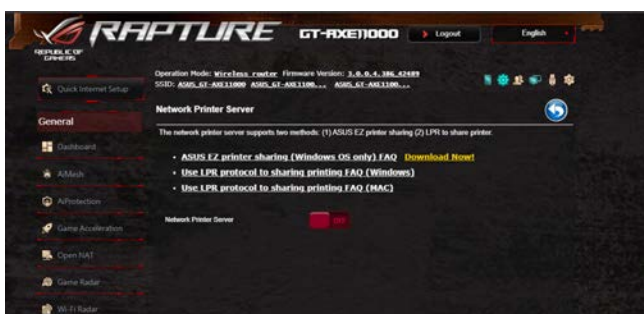 REPUBLIC OF
GAMERS
RAPTURE
GT-AXE11000
Logout
English
Operation Mode: Wireless router Firmware Version: 3.0.0.4.386_42489
SSID: ASUS_GT-AXE11000 ASUS_GT-AXE1100... ASUS_GT-AXE1100...
Quick Internet Setup
General
Dashboard
AiMesh
AiProtection
Game Acceleration
Open NAT
Game Radar
Wi-Fi Radar
Network Printer Server
The network printer server supports two methods: (1) ASUS EZ printer sharing (2) LPR to share printer.
ASUS EZ printer sharing (Windows OS only) FAQ Download Now!
Use LPR protocol to sharing printing FAQ (Windows)
Use LPR protocol to sharing printing FAQ (MAC)
Network Printer Server
OFF